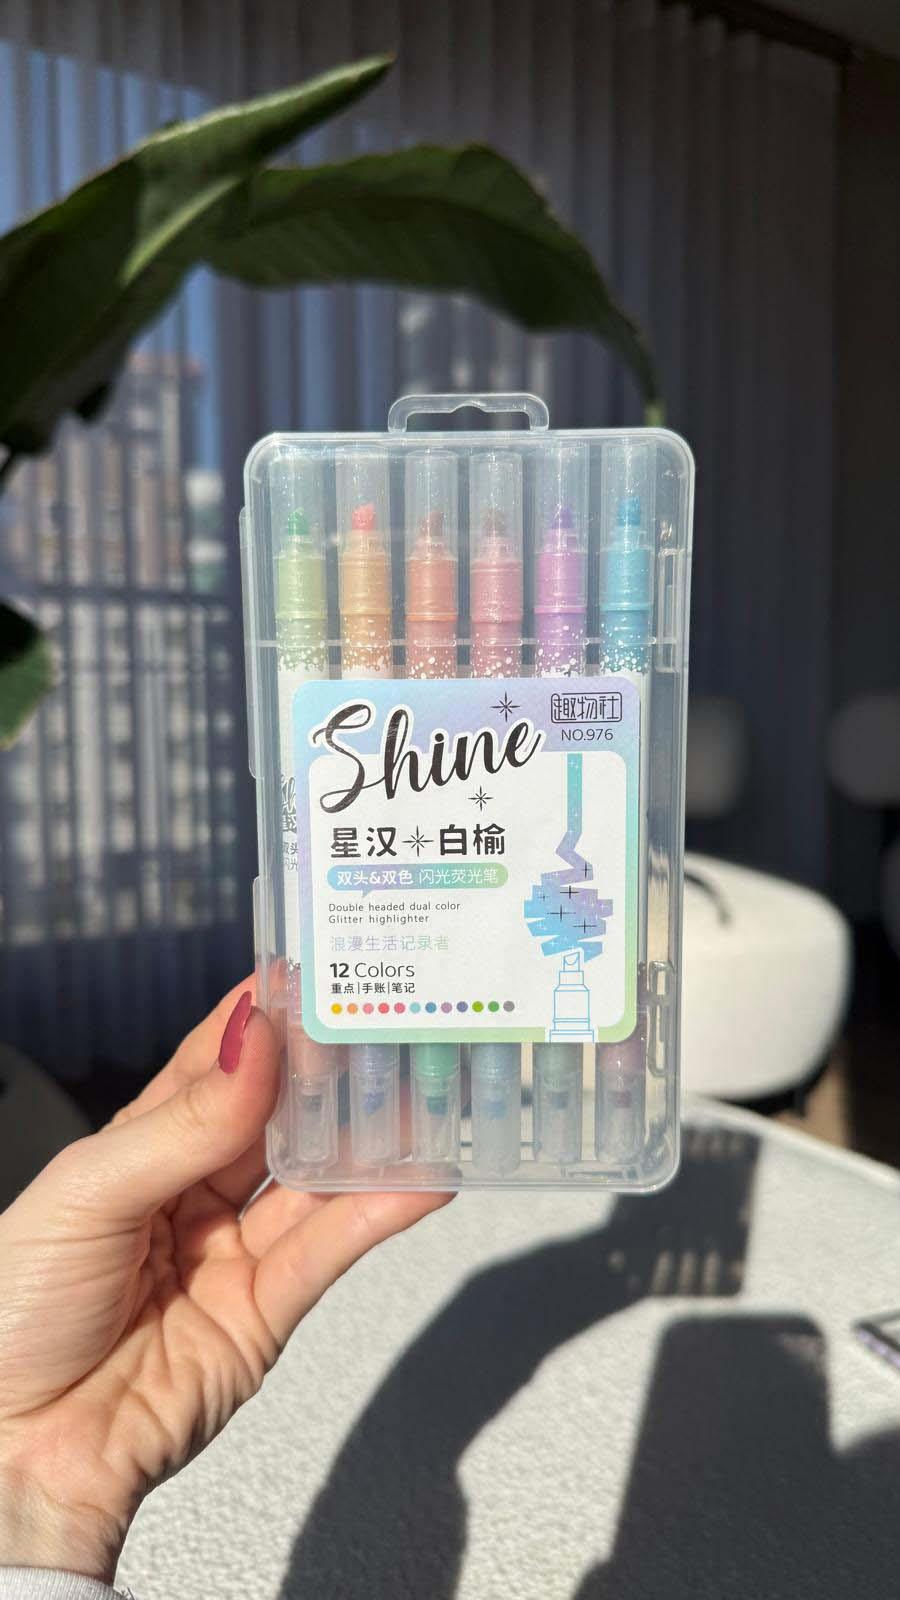 Shine
趣物社
NO.976
星汉 白榆
双头&双色 闪光荧光笔
Double headed dual color
Glitter highlighter
浪漫生活记录者
12 Colors
重点|手账|笔记